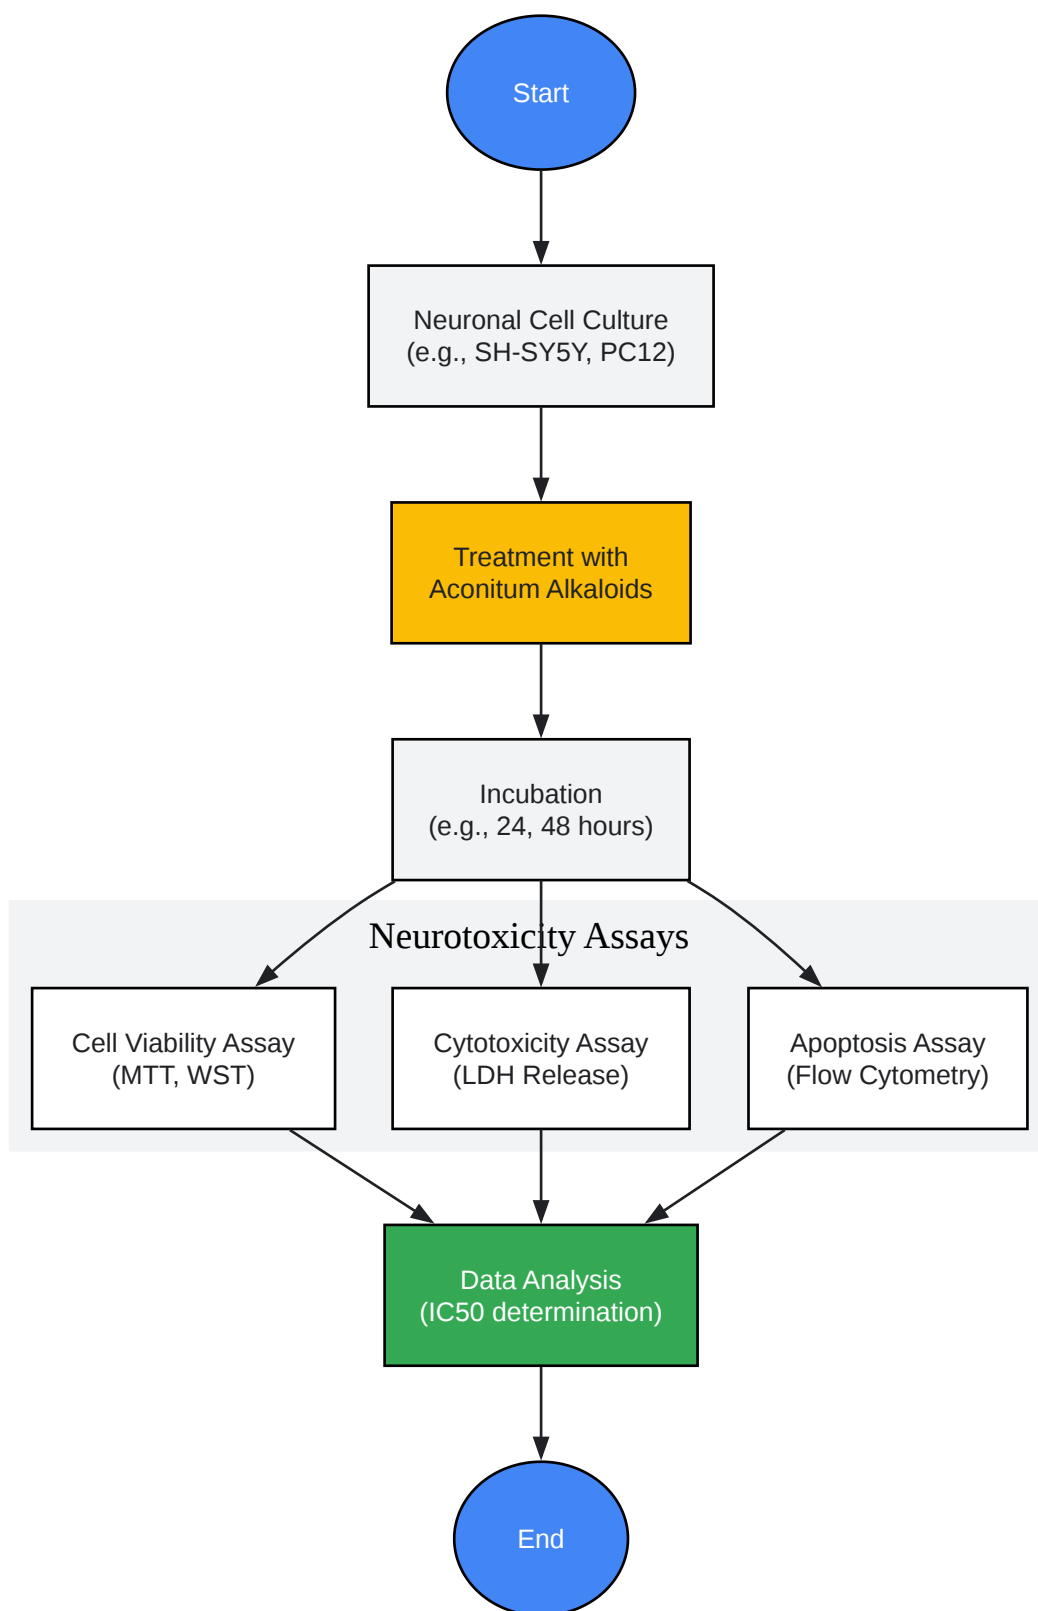 Start
Neuronal Cell Culture
(e.g., SH-SY5Y, PC12)
Treatment with
Aconitum Alkaloids
Incubation
(e.g., 24, 48 hours)
Neurotoxicity Assays
Cell Viability Assay
(MTT, WST)
Cytotoxicity Assay
(LDH Release)
Apoptosis Assay
(Flow Cytometry)
Data Analysis
(IC50 determination)
End